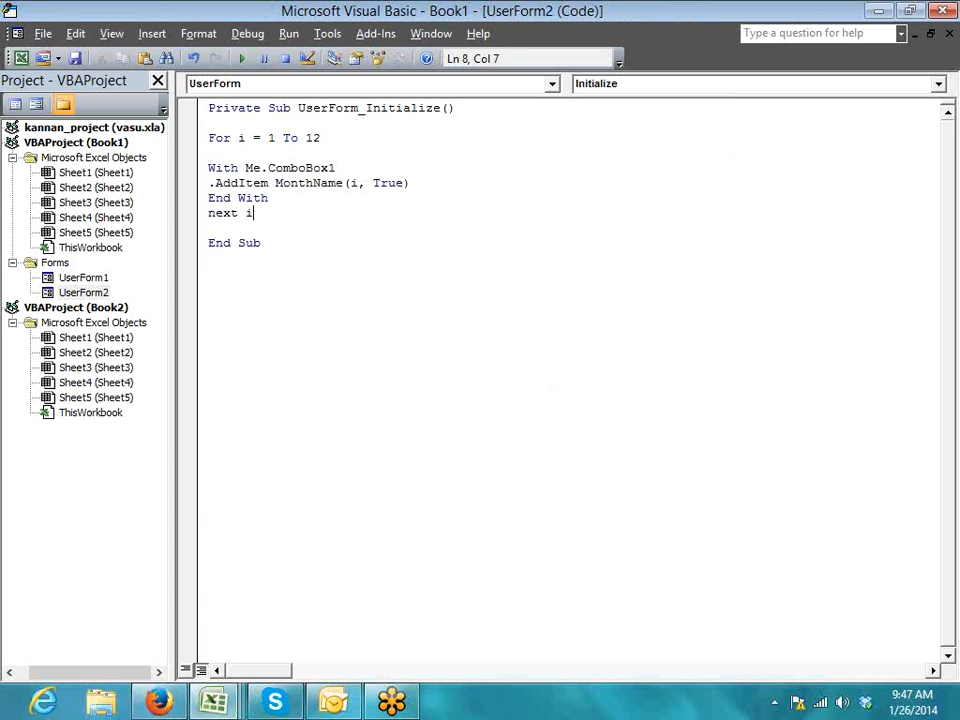 Microsoft Visual Basic - Book1 - [UserForm2 (Code)]
File Edit View Insert Format Debug Run Tools Add-Ins Window Help
Type a question for help
Ln 8, Col 7
Project - VBAProject
UserForm
Initialize
kannan_project (vasu.xla)
VBAProject (Book1)
Microsoft Excel Objects
Sheet1 (Sheet1)
Sheet2 (Sheet2)
Sheet3 (Sheet3)
Sheet4 (Sheet4)
Sheet5 (Sheet5)
ThisWorkbook
Forms
UserForm1
UserForm2
VBAProject (Book2)
Microsoft Excel Objects
Sheet1 (Sheet1)
Sheet2 (Sheet2)
Sheet3 (Sheet3)
Sheet4 (Sheet4)
Sheet5 (Sheet5)
ThisWorkbook
Private Sub UserForm_Initialize()
For i = 1 To 12
With Me.ComboBox1
.AddItem MonthName(i, True)
End With
next i
End Sub
9:47 AM
1/26/2014